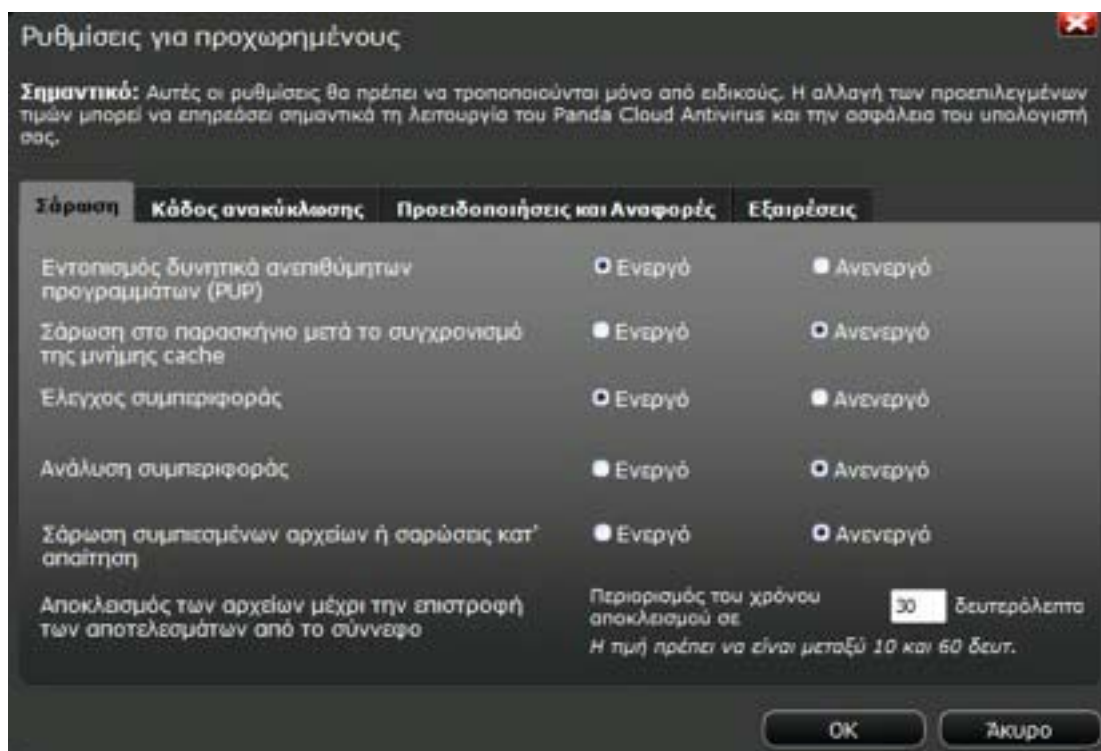 Ρυθμίσεις για προχωρημένους
Σημαντικό: Αυτές οι ρυθμίσεις θα πρέπει να τροποποιούνται μόνο από ειδικούς. Η αλλαγή των προεπιλεγμένων
τιμών μπορεί να επηρεάσει σημαντικά τη λειτουργία του Panda Cloud Antivirus και την ασφάλεια του υπολογιστή
σας.
Σάρωση Κάδος ανακύκλωσης Προειδοποιήσεις και Αναφορές Εξαιρέσεις
Εντοπισμός δυνητικά ανεπιθύμητων
προγραμμάτων (PUP)
Ενεργό Ανενεργό
Σάρωση στο παρασκήνιο μετά το συγχρονισμό
της μνήμης cache
Ενεργό Ανενεργό
Έλεγχος συμπεριφοράς Ενεργό Ανενεργό
Ανάλυση συμπεριφοράς Ενεργό Ανενεργό
Σάρωση συμπιεσμένων αρχείων ή σαρώσεις κατ'
απαίτηση
Ενεργό Ανενεργό
Αποκλεισμός των αρχείων μέχρι την επιστροφή
των αποτελεσμάτων από το σύννεφο
Περιορισμός του χρόνου
αποκλεισμού σε 30 δευτερόλεπτα
Η τιμή πρέπει να είναι μεταξύ 10 και 60 δευτ.
OK Άκυρο